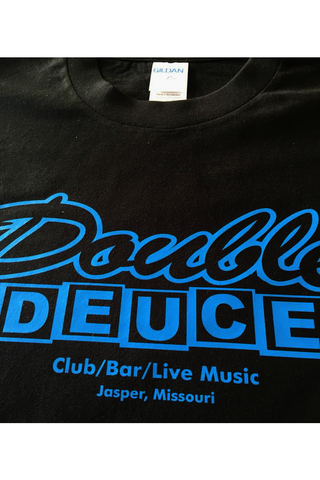 GILDAN
Double
DEUCE
Club/Bar/Live Music
Jasper, Missouri